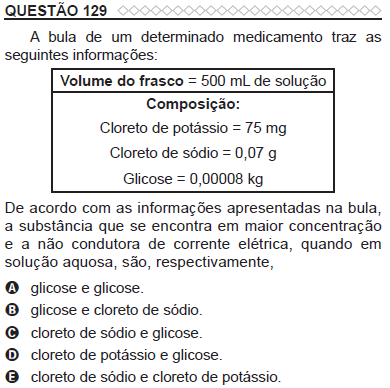 QUESTÃO 129
A bula de um determinado medicamento traz as
seguintes informações:
Volume do frasco = 500 mL de solução
Composição:
Cloreto de potássio = 75 mg
Cloreto de sódio = 0,07 g
Glicose = 0,00008 kg
De acordo com as informações apresentadas na bula,
a substância que se encontra em maior concentração
e a não condutora de corrente elétrica, quando em
solução aquosa, são, respectivamente,
A glicose e glicose.
B glicose e cloreto de sódio.
C cloreto de sódio e glicose.
D cloreto de potássio e glicose.
E cloreto de sódio e cloreto de potássio.